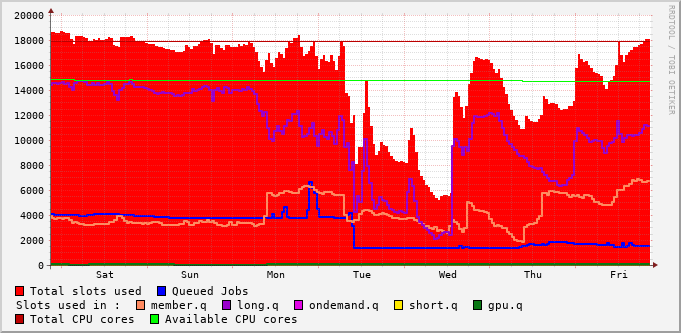 20000
18000
16000
14000
12000
10000
8000
6000
4000
2000
0
Sat Sun Mon Tue Wed Thu Fri
RRDTOOL / TOBI OETIKER
Total slots used Queued Jobs
Slots used in : member.q long.q ondemand.q short.q gpu.q
Total CPU cores Available CPU cores